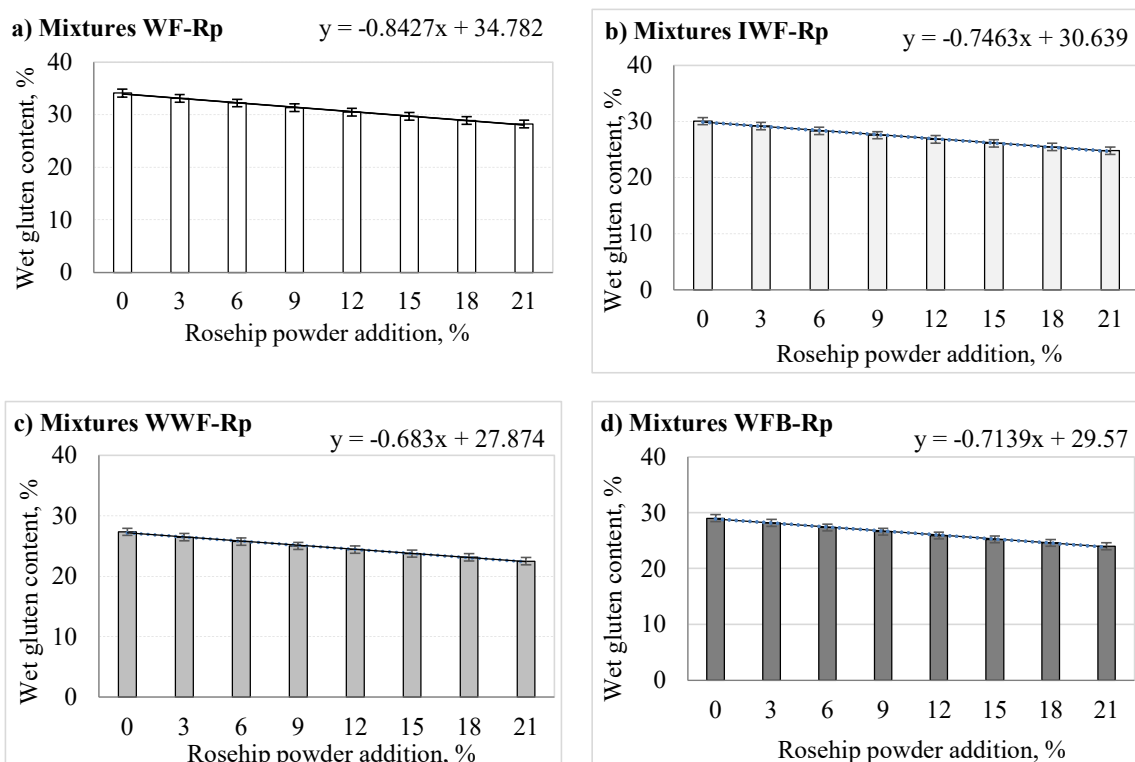 a) Mixtures WF-Rp
y = -0.8427x + 34.782
Wet gluten content, %
40
30
20
10
0
0 3 6 9 12 15 18 21
Rosehip powder addition, %
b) Mixtures IWF-Rp
y = -0.7463x + 30.639
Wet gluten content, %
40
30
20
10
0
0 3 6 9 12 15 18 21
Rosehip powder addition, %
c) Mixtures WWF-Rp
y = -0.683x + 27.874
Wet gluten content, %
40
30
20
10
0
0 3 6 9 12 15 18 21
Rosehip powder addition, %
d) Mixtures WFB-Rp
y = -0.7139x + 29.57
Wet gluten content, %
40
30
20
10
0
0 3 6 9 12 15 18 21
Rosehip powder addition, %